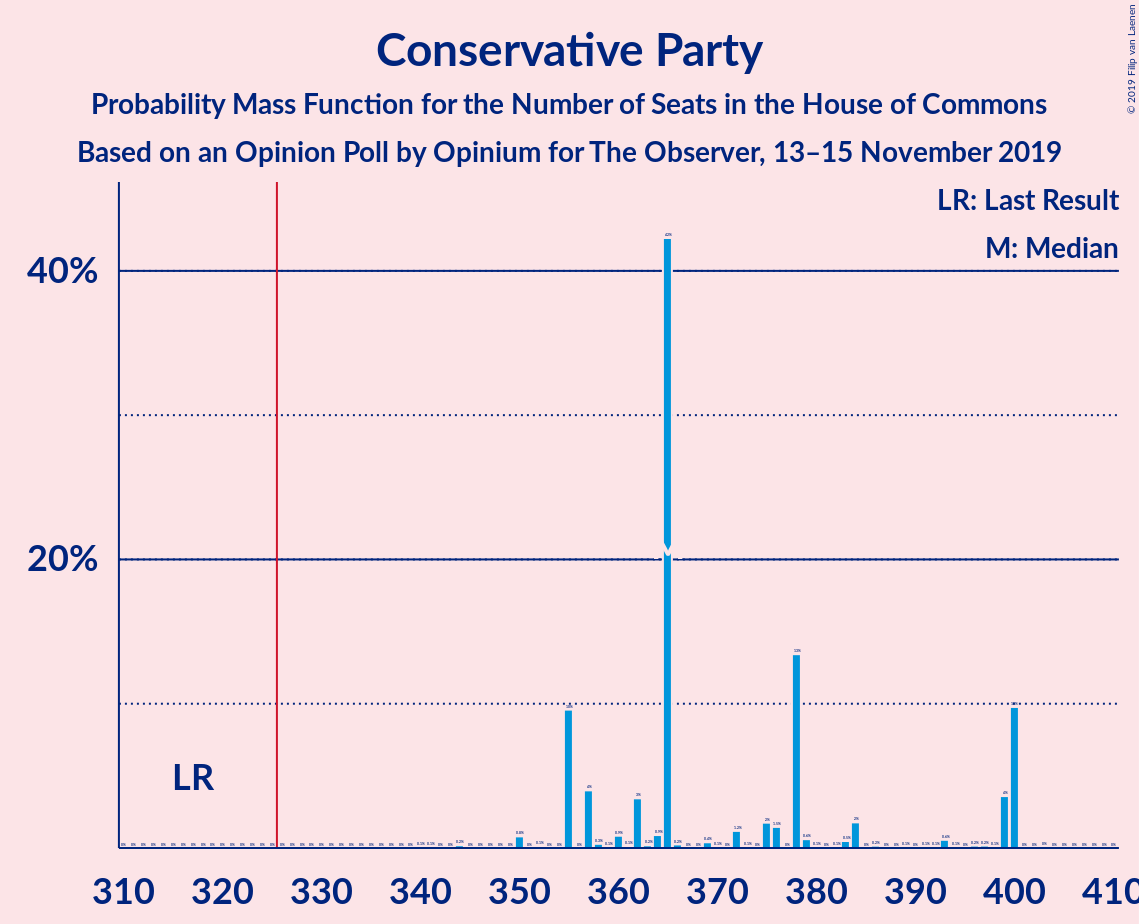 Conservative Party
Probability Mass Function for the Number of Seats in the House of Commons
Based on an Opinion Poll by Opinium for The Observer, 13–15 November 2019
© 2019 Filip van Laenen
LR: Last Result
M: Median
40%
20%
LR
310 320 330 340 350 360 370 380 390 400 410